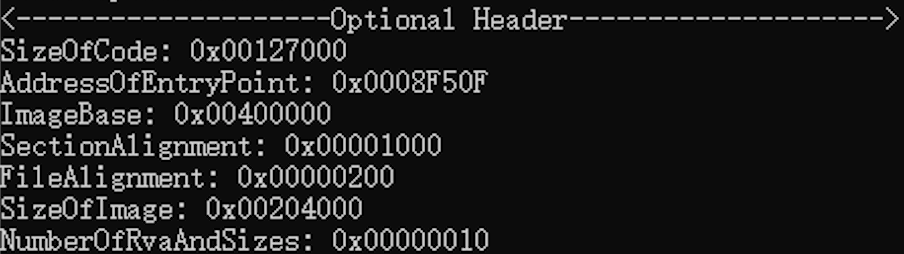 <--------------------Optional Header-------------------->
SizeOfCode: 0x00127000
AddressOfEntryPoint: 0x0008F50F
ImageBase: 0x00400000
SectionAlignment: 0x00001000
FileAlignment: 0x00000200
SizeOfImage: 0x00204000
NumberOfRvaAndSizes: 0x00000010